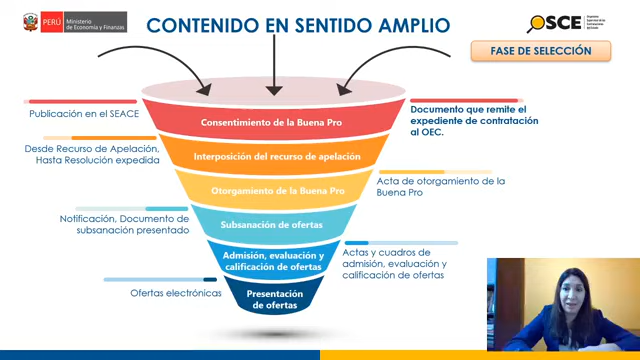 PERÚ
Ministerio
de Economía y Finanzas
CONTENIDO EN SENTIDO AMPLIO
OSCE
FASE DE SELECCIÓN
Publicación en el SEACE
Consentimiento de la Buena Pro
Documento que remite el
expediente de contratación
al OEC.
Desde Recurso de Apelación,
Hasta Resolución expedida
Interposición del recurso de apelación
Otorgamiento de la Buena Pro
Acta de otorgamiento de la
Buena Pro
Notificación, Documento de
subsanación presentado
Subsanación de ofertas
Admisión, evaluación y
calificación de ofertas
Actas y cuadros de
admisión, evaluación y
calificación de ofertas
Ofertas electrónicas
Presentación
de ofertas